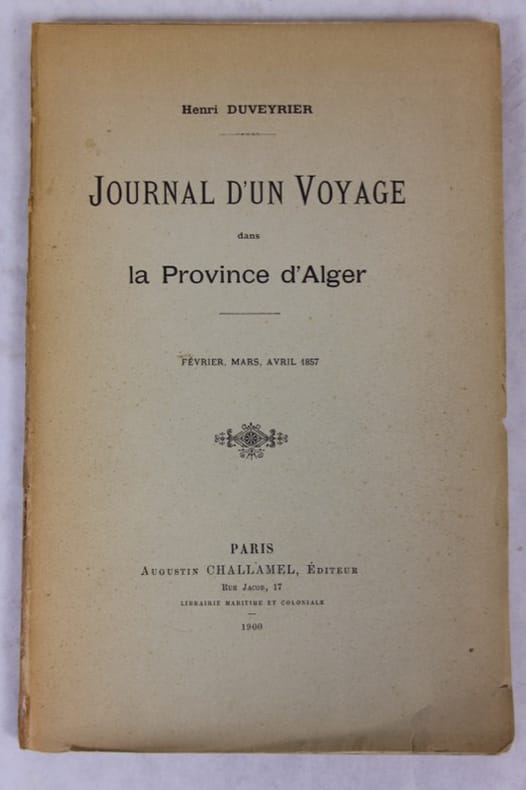 Henri DUVEYRIER
JOURNAL D'UN VOYAGE
dans
la Province d'Alger
FÉVRIER, MARS, AVRIL 1857
PARIS
AUGUSTIN CHALLAMEL, ÉDITEUR
RUE JACOB, 17
LIBRAIRIE MARITIME ET COLONIALE
1900